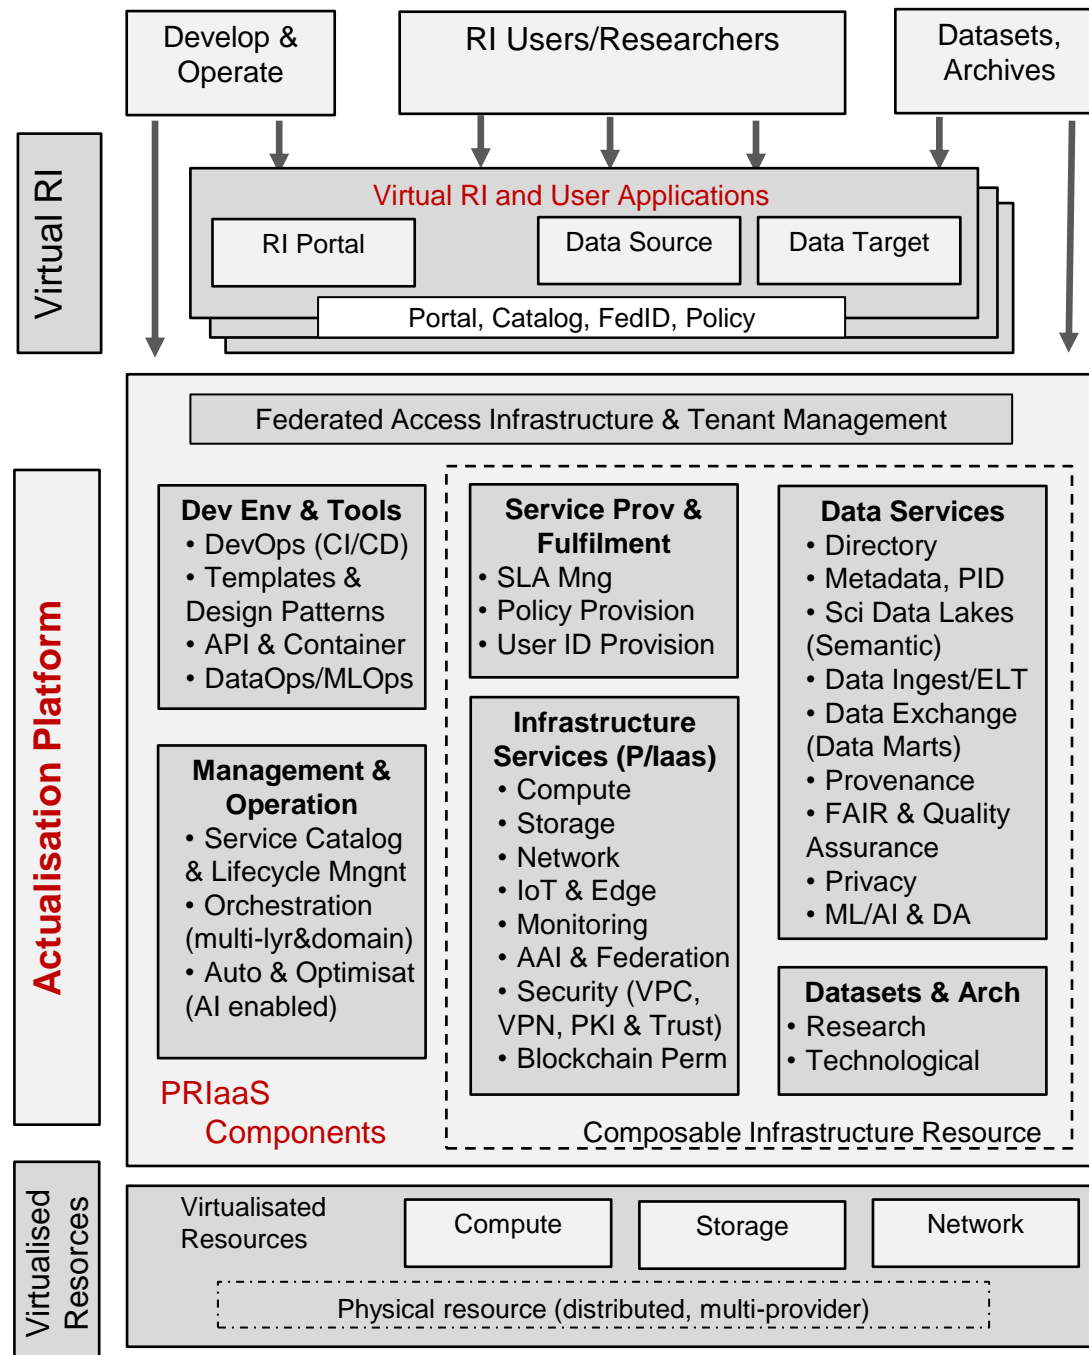 Develop &
Operate
RI Users/Researchers
Datasets,
Archives
Virtual RI
Virtual RI and User Applications
RI Portal
Data Source
Data Target
Portal, Catalog, FedID, Policy
Actualisation Platform
Federated Access Infrastructure & Tenant Management
Dev Env & Tools
• DevOps (CI/CD)
• Templates &
Design Patterns
• API & Container
• DataOps/MLOps
Management &
Operation
• Service Catalog
& Lifecycle Mngnt
• Orchestration
(multi-lyr&domain)
• Auto & Optimisat
(AI enabled)
PRIaaS
Components
Service Prov &
Fulfilment
• SLA Mng
• Policy Provision
• User ID Provision
Infrastructure
Services (P/Iaas)
• Compute
• Storage
• Network
• IoT & Edge
• Monitoring
• AAI & Federation
• Security (VPC,
VPN, PKI & Trust)
• Blockchain Perm
Data Services
• Directory
• Metadata, PID
• Sci Data Lakes
(Semantic)
• Data Ingest/ELT
• Data Exchange
(Data Marts)
• Provenance
• FAIR & Quality
Assurance
• Privacy
• ML/AI & DA
Datasets & Arch
• Research
• Technological
Composable Infrastructure Resource
Virtualised
Resorces
Virtualisated
Resources
Compute
Storage
Network
Physical resource (distributed, multi-provider)